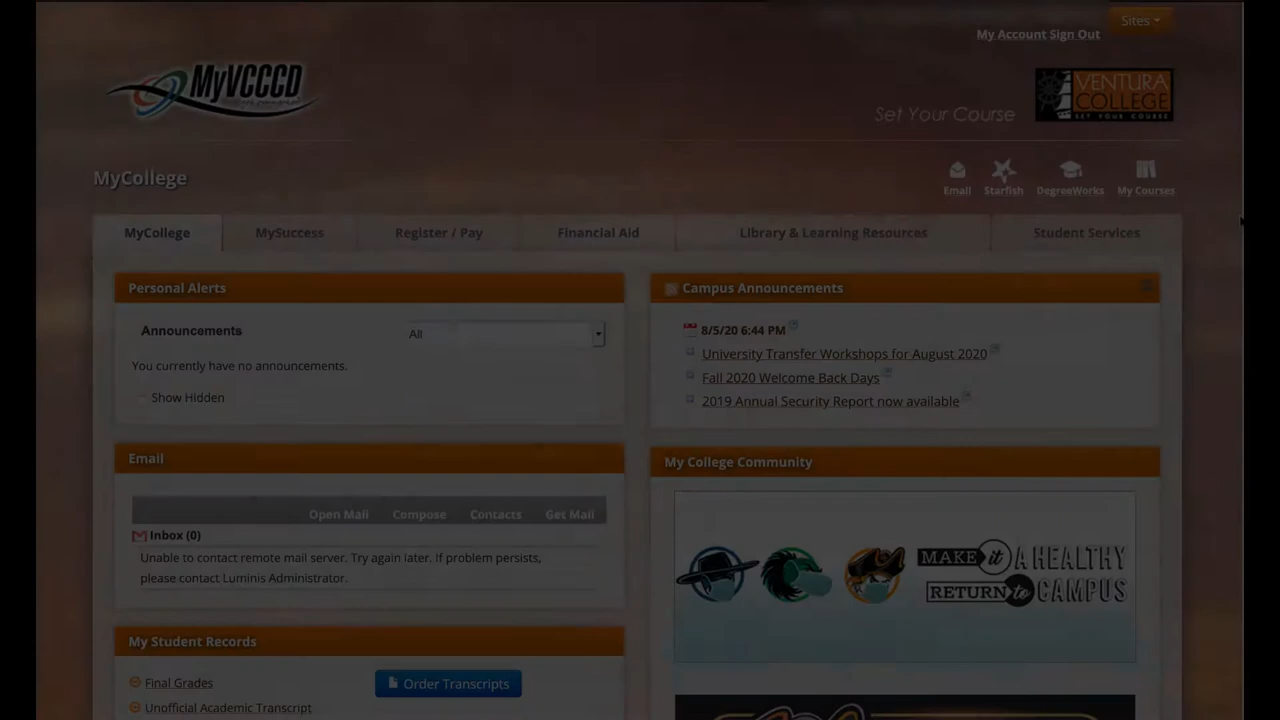 Sites
My Account Sign Out
MyVCCCD
Set Your Course
VENTURA
COLLEGE
SET YOUR COURSE
MyCollege
Email
Starfish
DegreeWorks
My Courses
MyCollege
MySuccess
Register / Pay
Financial Aid
Library & Learning Resources
Student Services
Personal Alerts
Announcements
All
You currently have no announcements.
Show Hidden
Campus Announcements
8/5/20 6:44 PM
University Transfer Workshops for August 2020
Fall 2020 Welcome Back Days
2019 Annual Security Report now available
Email
Open Mail
Compose
Contacts
Get Mail
Inbox (0)
Unable to contact remote mail server. Try again later. If problem persists,
please contact Luminis Administrator.
My College Community
MAKE it A HEALTHY
RETURN to CAMPUS
My Student Records
Final Grades
Order Transcripts
Unofficial Academic Transcript